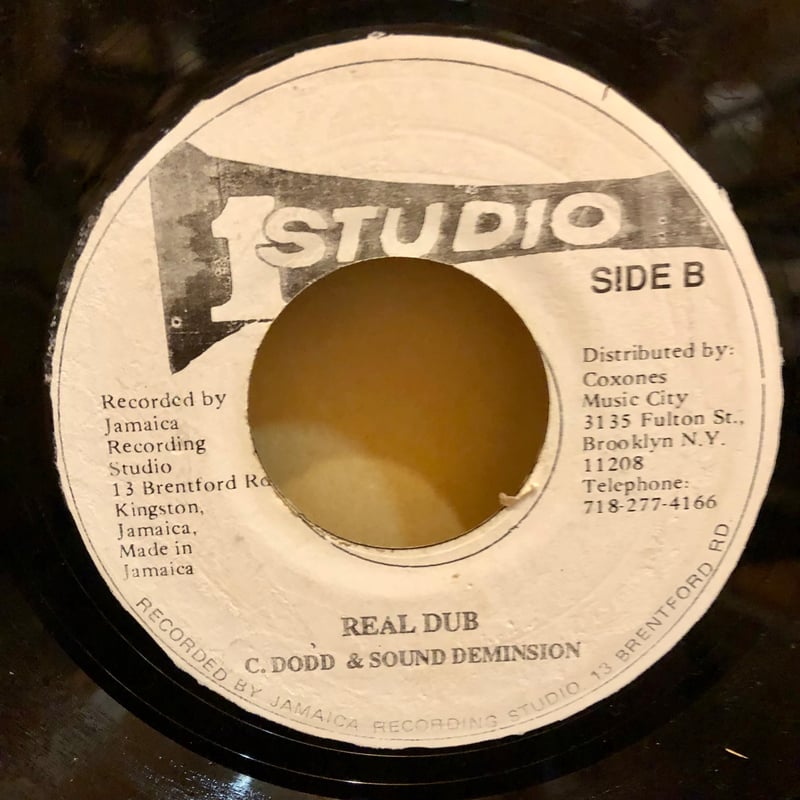 1 STUDIO
SIDE B
Recorded by
Jamaica
Recording
Studio
13 Brentford Rd
Kingston,
Jamaica,
Made in
Jamaica
Distributed by:
Coxones
Music City
3135 Fulton St.,
Brooklyn N.Y.
11208
Telephone:
718-277-4166
REAL DUB
C. DODD & SOUND DEMINSION
RECORDED BY JAMAICA RECORDING STUDIO 13 BRENTFORD RD.